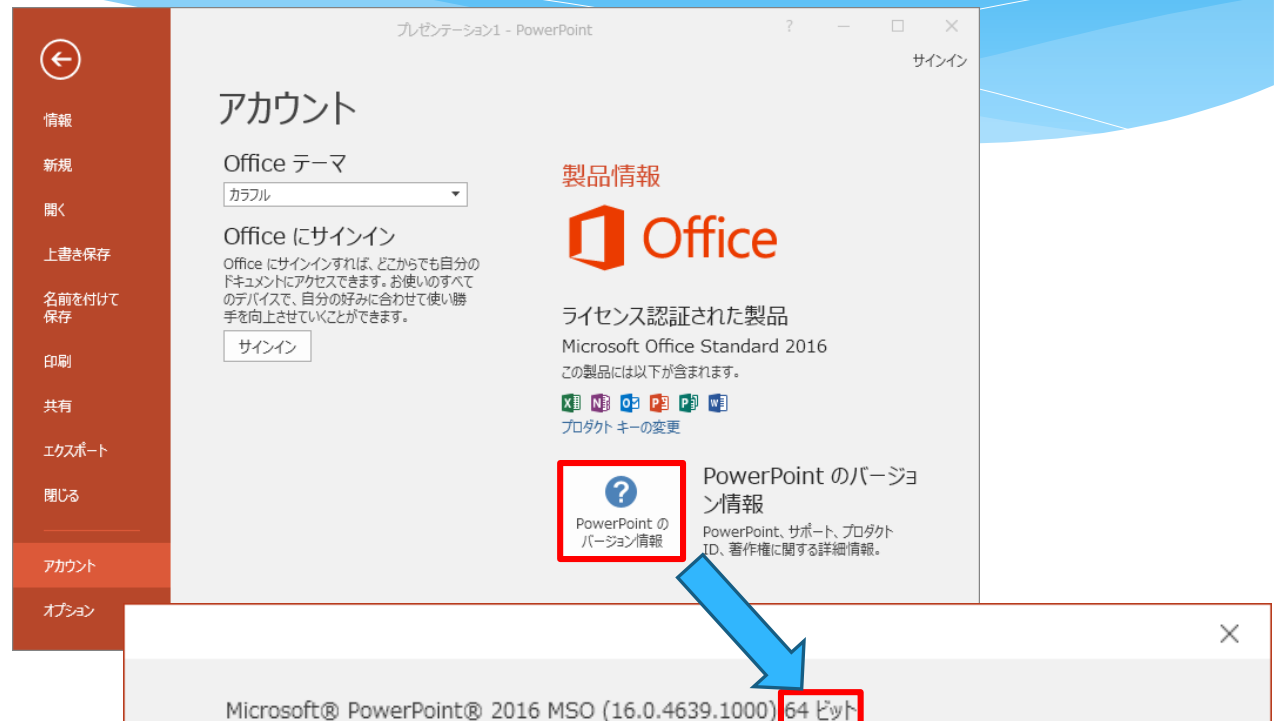 プレゼンテーション1 - PowerPoint
?
サインイン
情報
新規
開く
上書き保存
名前を付けて
保存
印刷
共有
エクスポート
閉じる
アカウント
オプション
アカウント
Office テーマ
カラフル
Office にサインイン
Office にサインインすれば、どこからでも自分の
ドキュメントにアクセスできます。お使いのすべて
のデバイスで、自分の好みに合わせて使い勝
手を向上させていくことができます。
サインイン
製品情報
Office
ライセンス認証された製品
Microsoft Office Standard 2016
この製品には以下が含まれます。
プロダクト キーの変更
?
PowerPoint の
バージョン情報
PowerPoint のバージョ
ン情報
PowerPoint、サポート、プロダクト
ID、著作権に関する詳細情報。
Microsoft® PowerPoint® 2016 MSO (16.0.4639.1000) 64 ビット